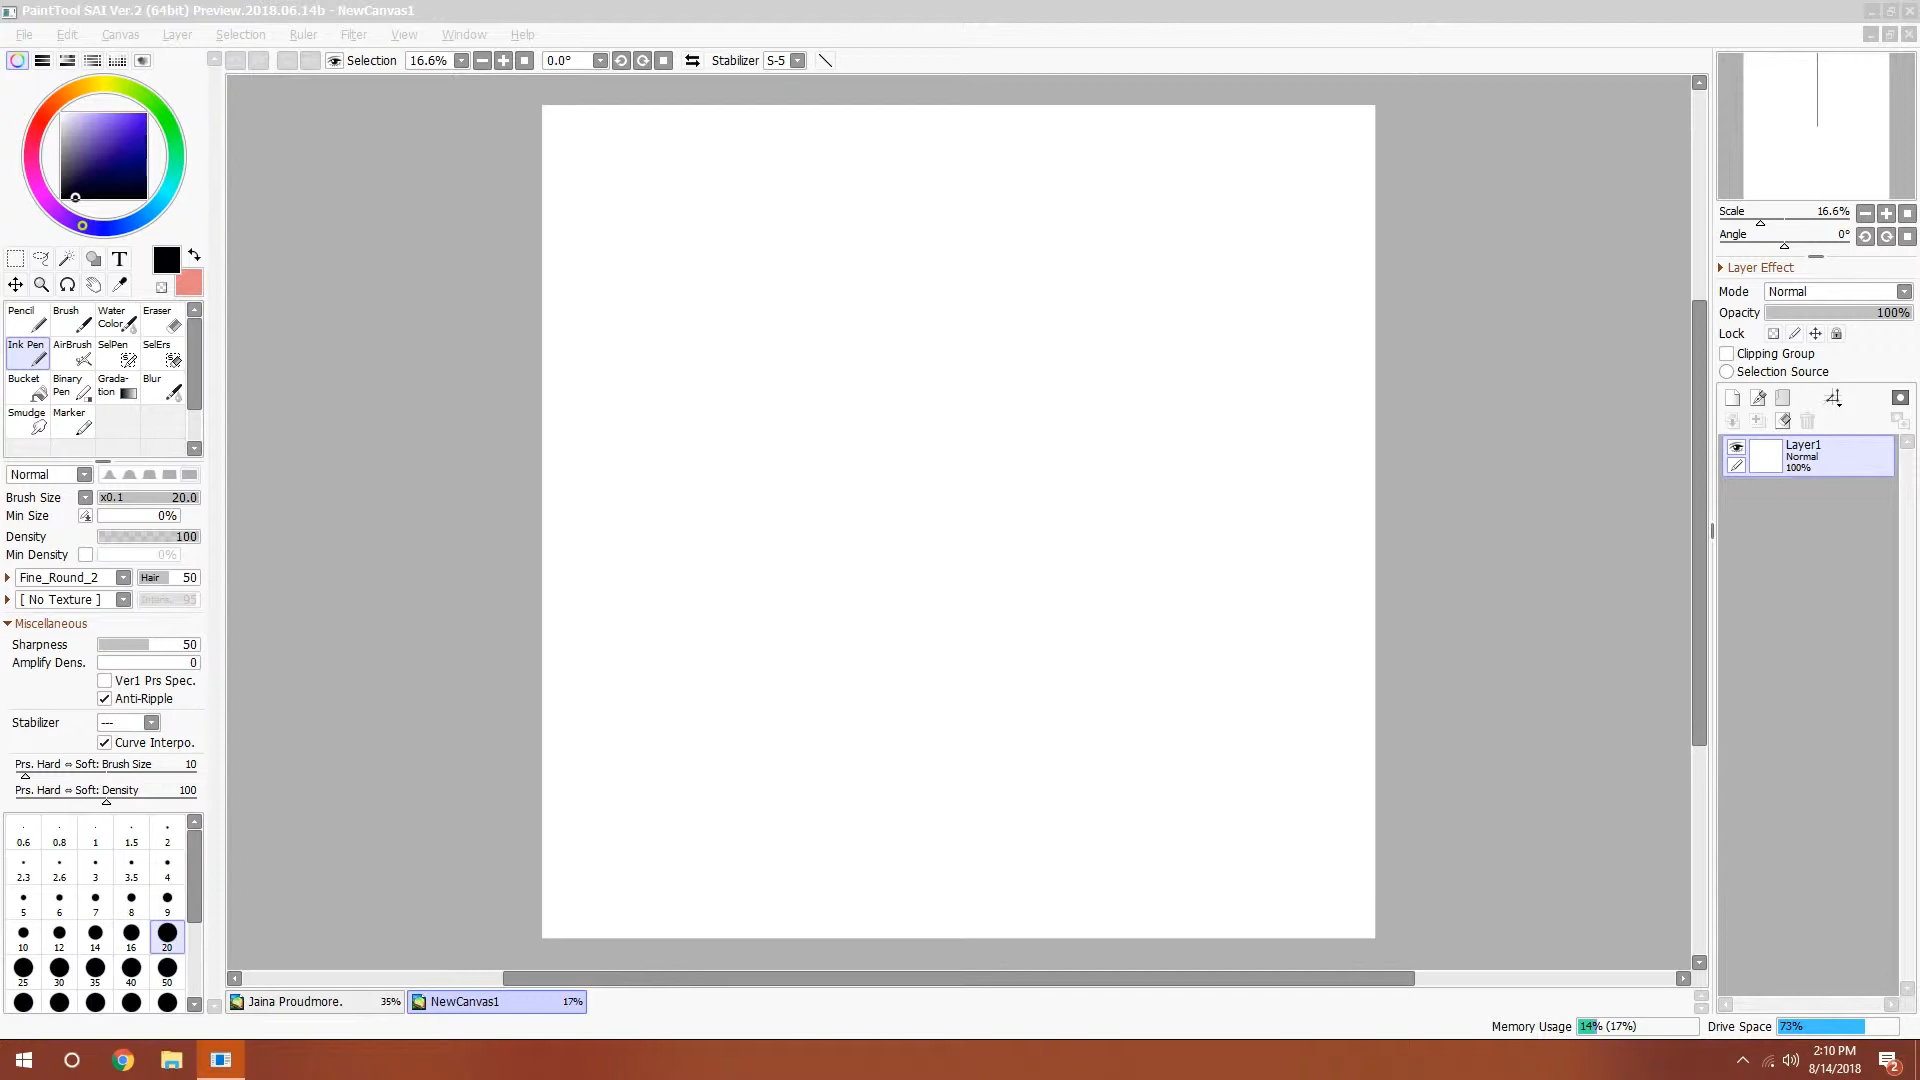 PaintTool SAI Ver.2 (64bit) Preview.2018.06.14b - NewCanvas1
File Edit Canvas Layer Selection Ruler Filter View Window Help
Selection 16.6% 0.0° Stabilizer S-5
Scale 16.6%
Angle 0°
Layer Effect
Mode Normal
Opacity 100%
Lock
Clipping Group
Selection Source
Layer1
Normal
100%
T
Pencil Brush Water Color Eraser
Ink Pen AirBrush SelPen SelErs
Bucket Binary Pen Grada-tion Blur
Smudge Marker
Normal
Brush Size x0.1 20.0
Min Size 0%
Density 100
Min Density 0%
Fine_Round_2 Hair 50
[ No Texture ] 95
Miscellaneous
Sharpness 50
Amplify Dens. 0
Ver1 Prs Spec.
Anti-Ripple
Stabilizer ---
Curve Interpo.
Prs. Hard ⇔ Soft: Brush Size 10
Prs. Hard ⇔ Soft: Density 100
0.6 0.8 1 1.5 2
2.3 2.6 3 3.5 4
5 6 7 8 9
10 12 14 16 20
25 30 35 40 50
Jaina Proudmore. 35% NewCanvas1 17%
Memory Usage 14% (17%) Drive Space 73%
2:10 PM
8/14/2018
2